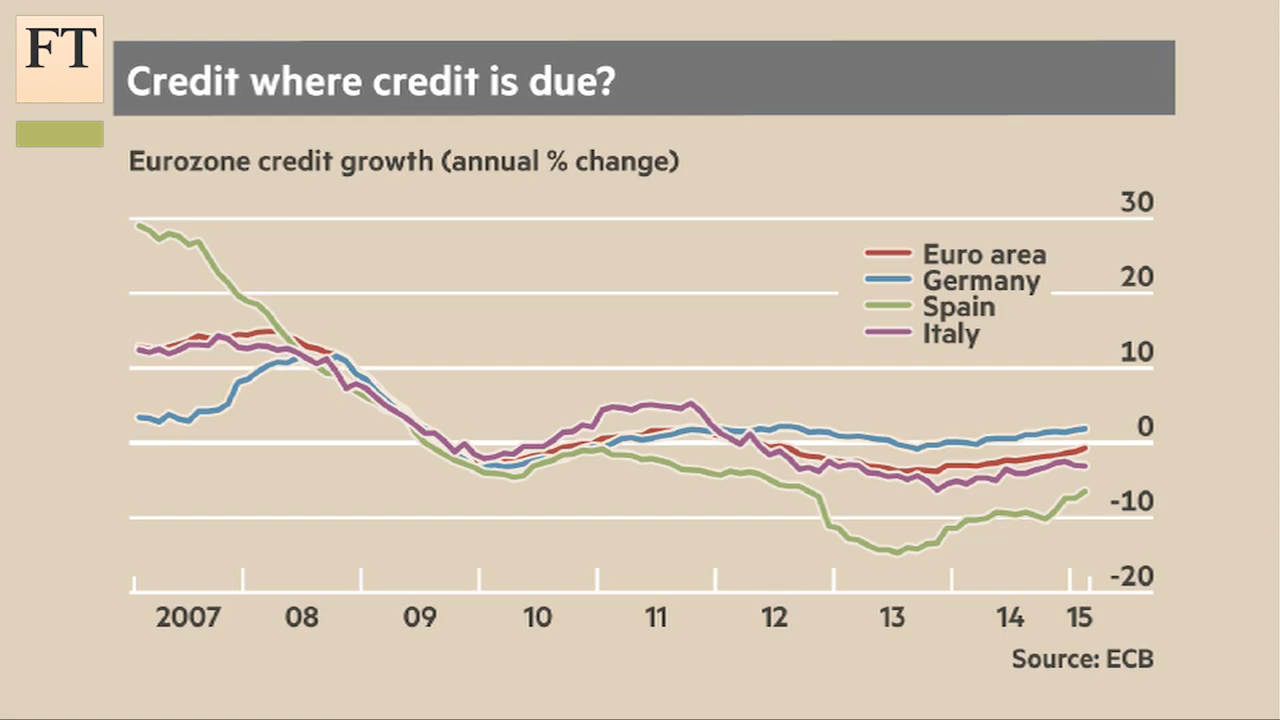 FT
Credit where credit is due?
Eurozone credit growth (annual % change)
30
Euro area
20
Germany
Spain
Italy
10
0
-10
-20
2007 08 09 10 11 12 13 14 15
Source: ECB